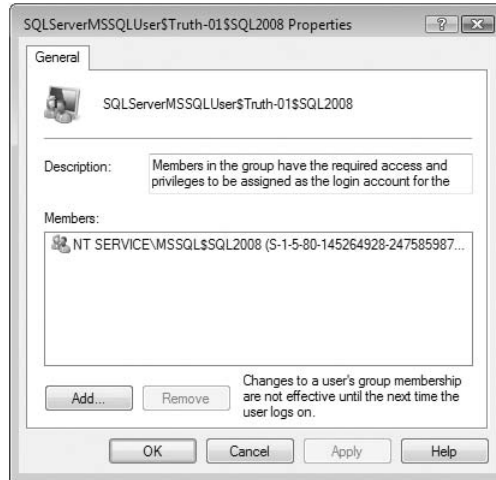 SQLServerMSSQLUser$Truth-01$SQL2008 Properties
General
SQLServerMSSQLUser$Truth-01$SQL2008
Description:
Members in the group have the required access and
privileges to be assigned as the login account for the
Members:
NT SERVICE\MSSQL$SQL2008 (S-1-5-80-145264928-247585987...
Add...
Remove
Changes to a user's group membership
are not effective until the next time the
user logs on.
OK
Cancel
Apply
Help